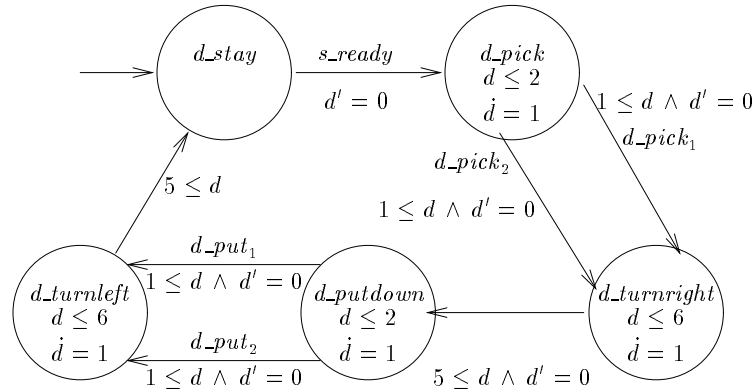 d_stay
s_ready
d′ = 0
d_pick
d ≤ 2
ḋ = 1
1 ≤ d ∧ d′ = 0
d_pick₁
d_pick₂
1 ≤ d ∧ d′ = 0
5 ≤ d
d_turnleft
d ≤ 6
ḋ = 1
d_put₁
1 ≤ d ∧ d′ = 0
d_put₂
1 ≤ d ∧ d′ = 0
d_putdown
d ≤ 2
ḋ = 1
5 ≤ d ∧ d′ = 0
d_turnright
d ≤ 6
ḋ = 1